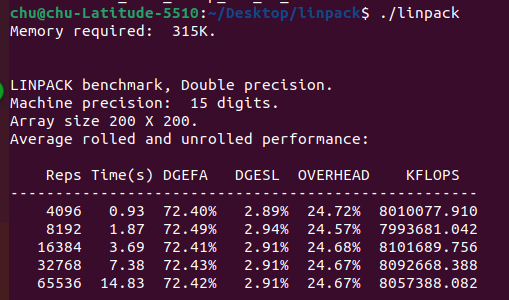 chu@chu-Latitude-5510:~/Desktop/linpack$ ./linpack
Memory required:  315K.
LINPACK benchmark, Double precision.
Machine precision:  15 digits.
Array size 200 X 200.
Average rolled and unrolled performance:
    Reps Time(s) DGEFA   DGESL  OVERHEAD    KFLOPS
----------------------------------------------------
    4096   0.93  72.40%   2.89%  24.72%  8010077.910
    8192   1.87  72.49%   2.94%  24.57%  7993681.042
   16384   3.69  72.41%   2.91%  24.68%  8101689.756
   32768   7.38  72.43%   2.91%  24.67%  8092668.388
   65536  14.83  72.42%   2.91%  24.67%  8057388.082